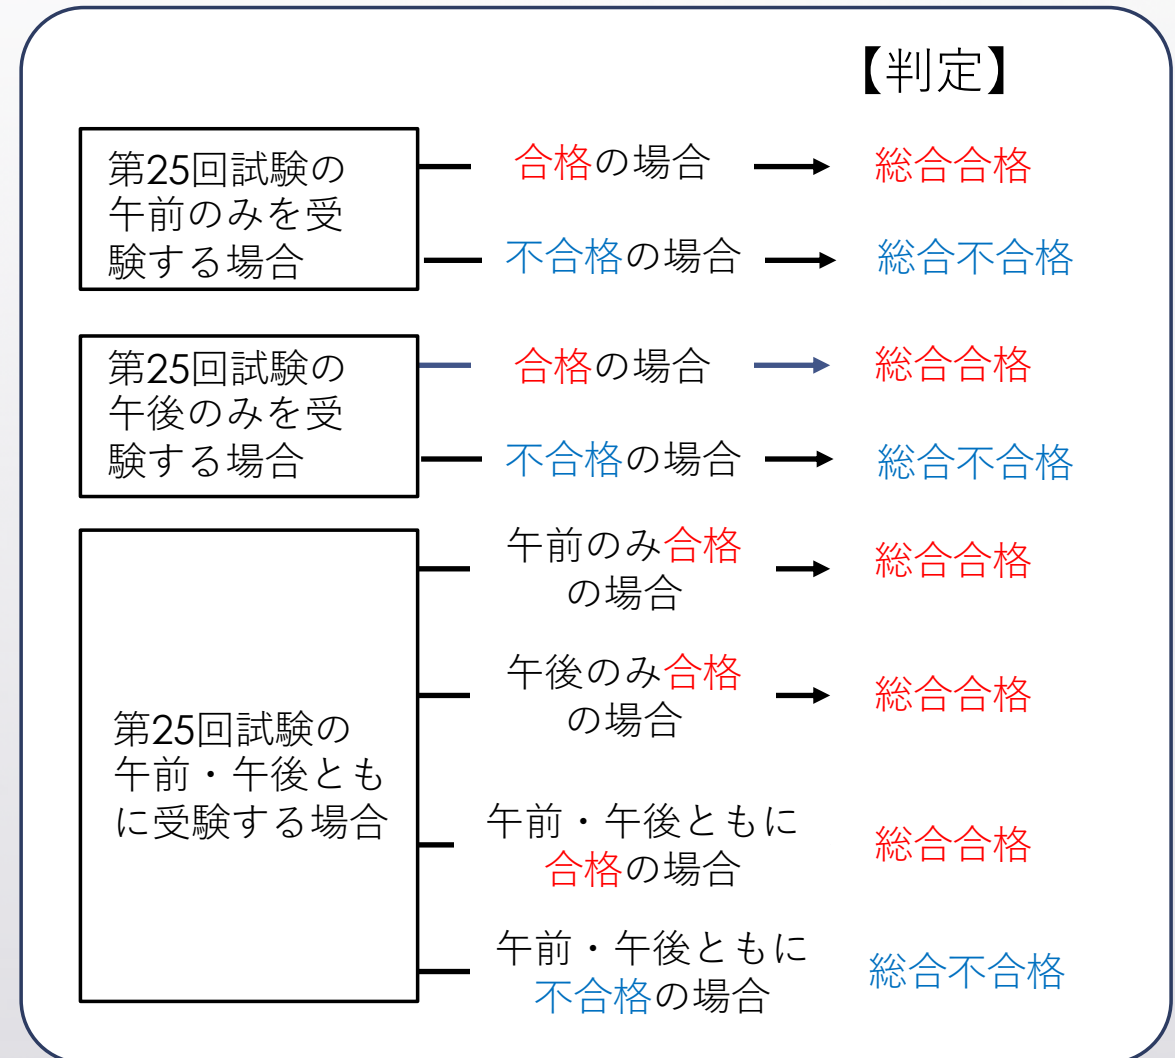 【判定】
第25回試験の
午前のみを受
験する場合
合格の場合
総合合格
不合格の場合
総合不合格
第25回試験の
午後のみを受
験する場合
合格の場合
総合合格
不合格の場合
総合不合格
第25回試験の
午前・午後とも
に受験する場合
午前のみ合格
の場合
総合合格
午後のみ合格
の場合
総合合格
午前・午後ともに
合格の場合
総合合格
午前・午後ともに
不合格の場合
総合不合格